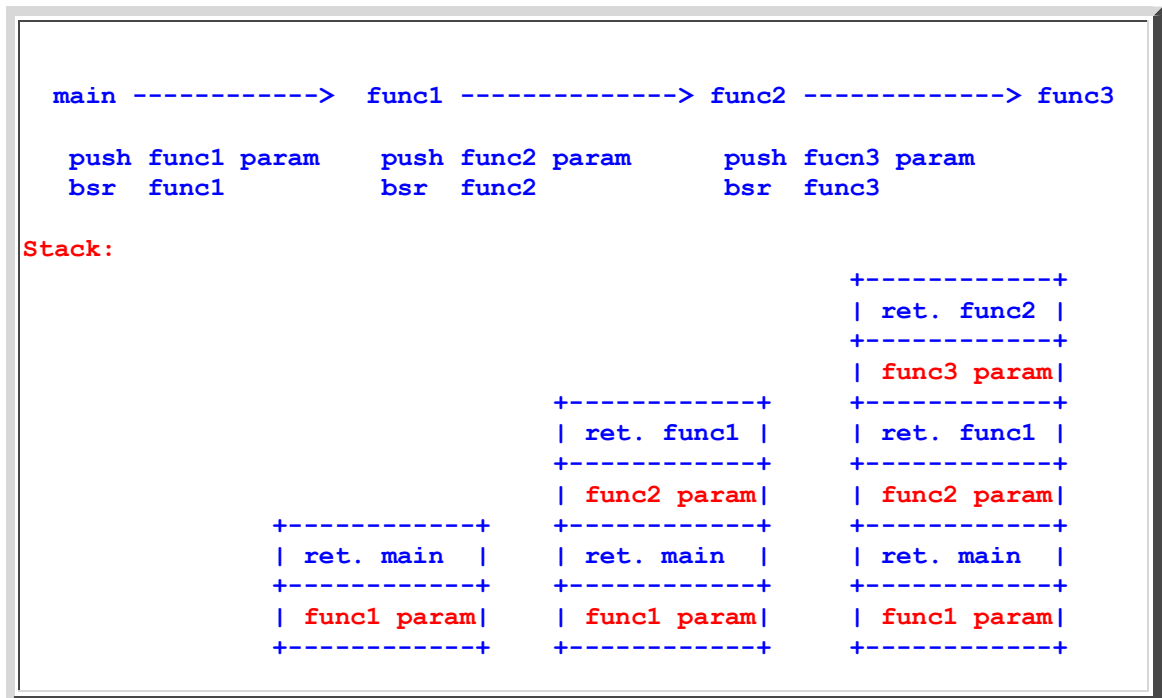 main ------------>  func1 --------------> func2 -------------> func3
push func1 param    push func2 param      push fucn3 param
bsr  func1          bsr  func2            bsr  func3
Stack:
                                                     +------------+
                                                     | ret. func2 |
                                                     +------------+
                                                     | func3 param|
                                  +------------+     +------------+
                                  | ret. func1 |     | ret. func1 |
                                  +------------+     +------------+
                                  | func2 param|     | func2 param|
                +------------+    +------------+     +------------+
                | ret. main  |    | ret. main  |     | ret. main  |
                +------------+    +------------+     +------------+
                | func1 param|    | func1 param|     | func1 param|
                +------------+    +------------+     +------------+